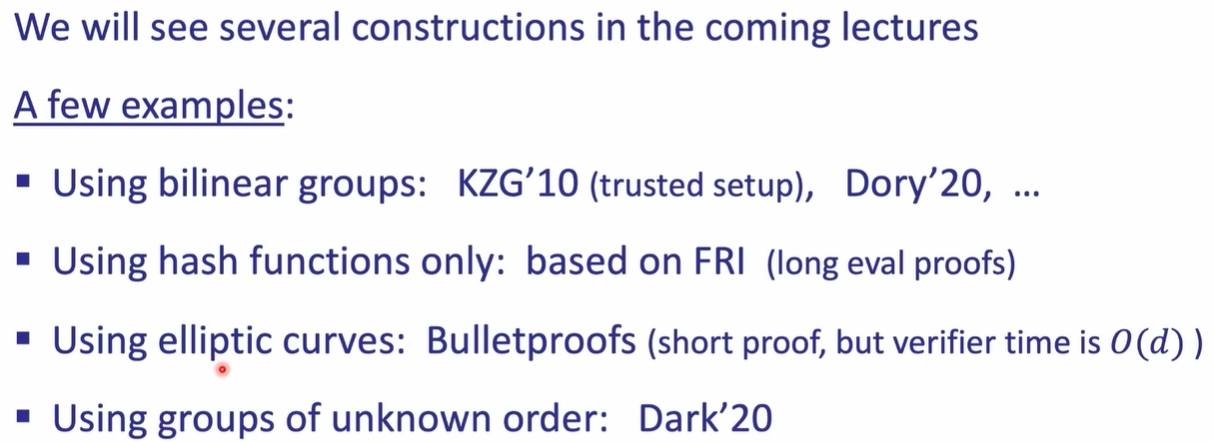 We will see several constructions in the coming lectures
A few examples:
▪ Using bilinear groups: KZG’10 (trusted setup), Dory’20, …
▪ Using hash functions only: based on FRI (long eval proofs)
▪ Using elliptic curves: Bulletproofs (short proof, but verifier time is O(d) )
▪ Using groups of unknown order: Dark’20